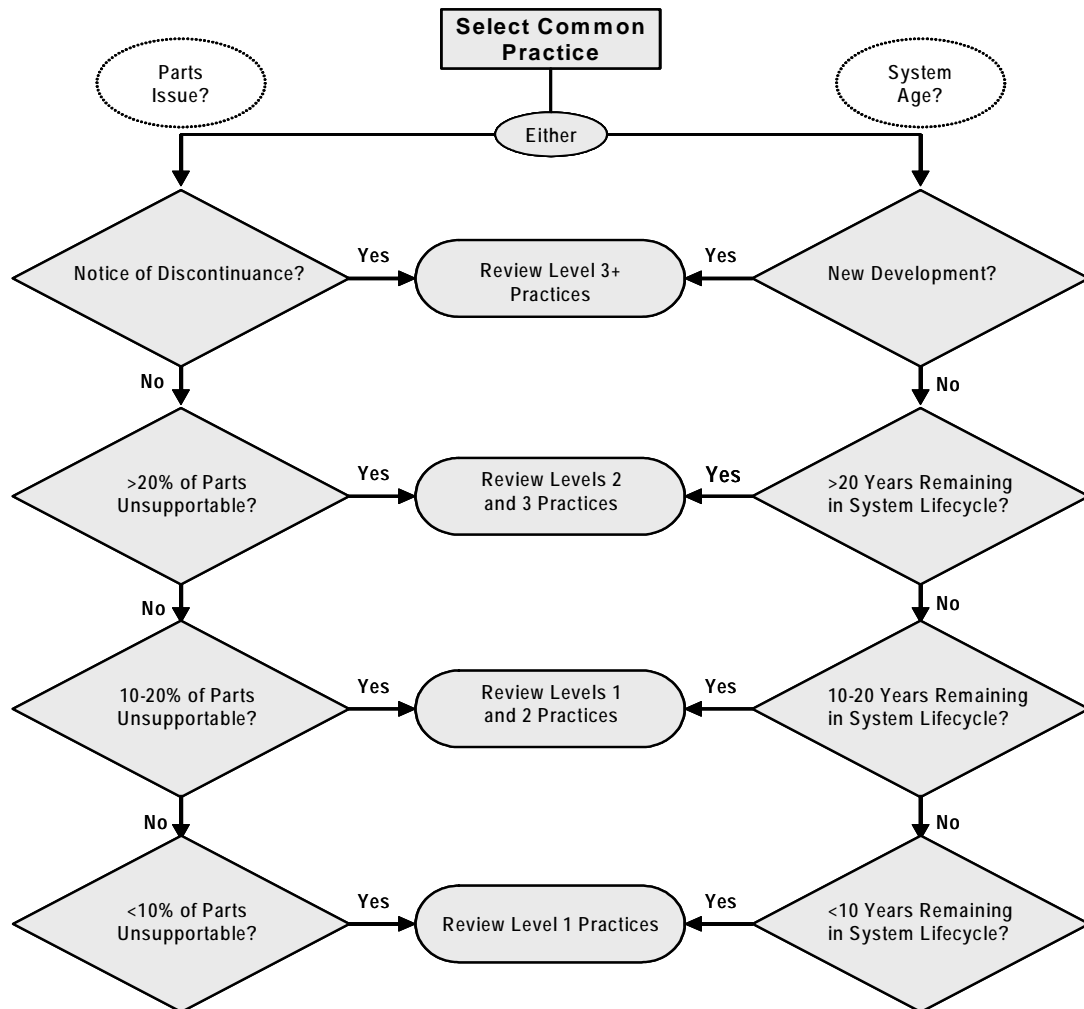 Select Common
Practice
Parts
Issue?
System
Age?
Either
Notice of Discontinuance?
Yes
Review Level 3+
Practices
Yes
New Development?
No
No
>20% of Parts
Unsupportable?
Yes
Review Levels 2
and 3 Practices
Yes
>20 Years Remaining
in System Lifecycle?
No
No
10-20% of Parts
Unsupportable?
Yes
Review Levels 1
and 2 Practices
Yes
10-20 Years Remaining
in System Lifecycle?
No
No
<10% of Parts
Unsupportable?
Yes
Review Level 1 Practices
Yes
<10 Years Remaining
in System Lifecycle?